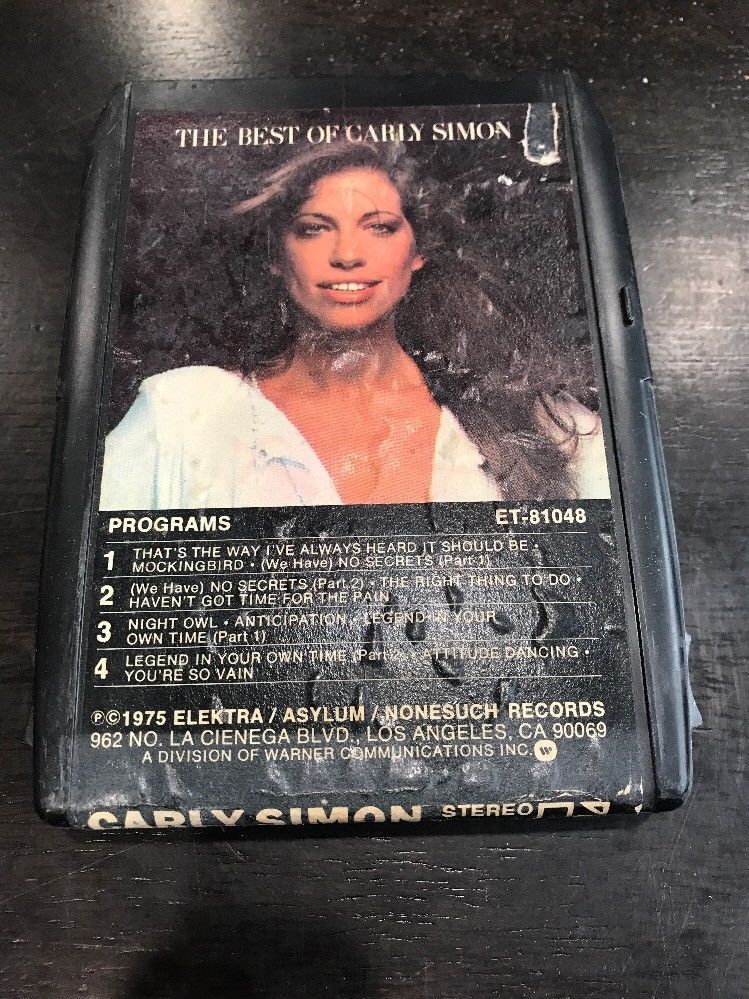 THE BEST OF CARLY SIMON
PROGRAMS ET-81048
1 THAT'S THE WAY I'VE ALWAYS HEARD IT SHOULD BE •
MOCKINGBIRD • (We Have) NO SECRETS (Part 1)
2 (We Have) NO SECRETS (Part 2) • THE RIGHT THING TO DO •
HAVEN'T GOT TIME FOR THE PAIN
3 NIGHT OWL • ANTICIPATION • LEGEND IN YOUR
OWN TIME (Part 1)
4 LEGEND IN YOUR OWN TIME (Part 2) • ATTITUDE DANCING •
YOU'RE SO VAIN
℗©1975 ELEKTRA / ASYLUM / NONESUCH RECORDS
962 NO. LA CIENEGA BLVD., LOS ANGELES, CA 90069
A DIVISION OF WARNER COMMUNICATIONS INC.
CARLY SIMON STEREO